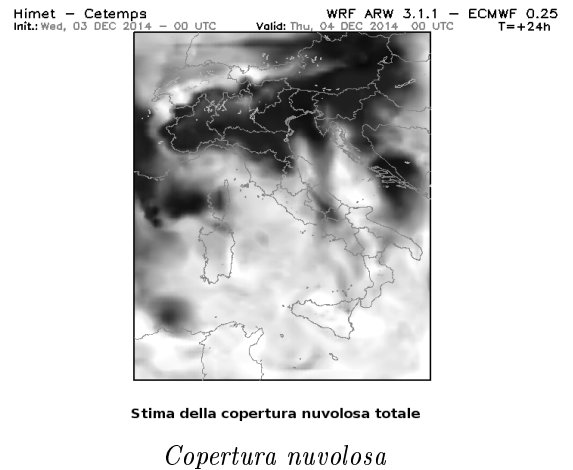 Himet - Cetemps WRF ARW 3.1.1 - ECMWF 0.25
Init.: Wed, 03 DEC 2014 - 00 UTC Valid: Thu, 04 DEC 2014 00 UTC T=+24h
Stima della copertura nuvolosa totale
Copertura nuvolosa